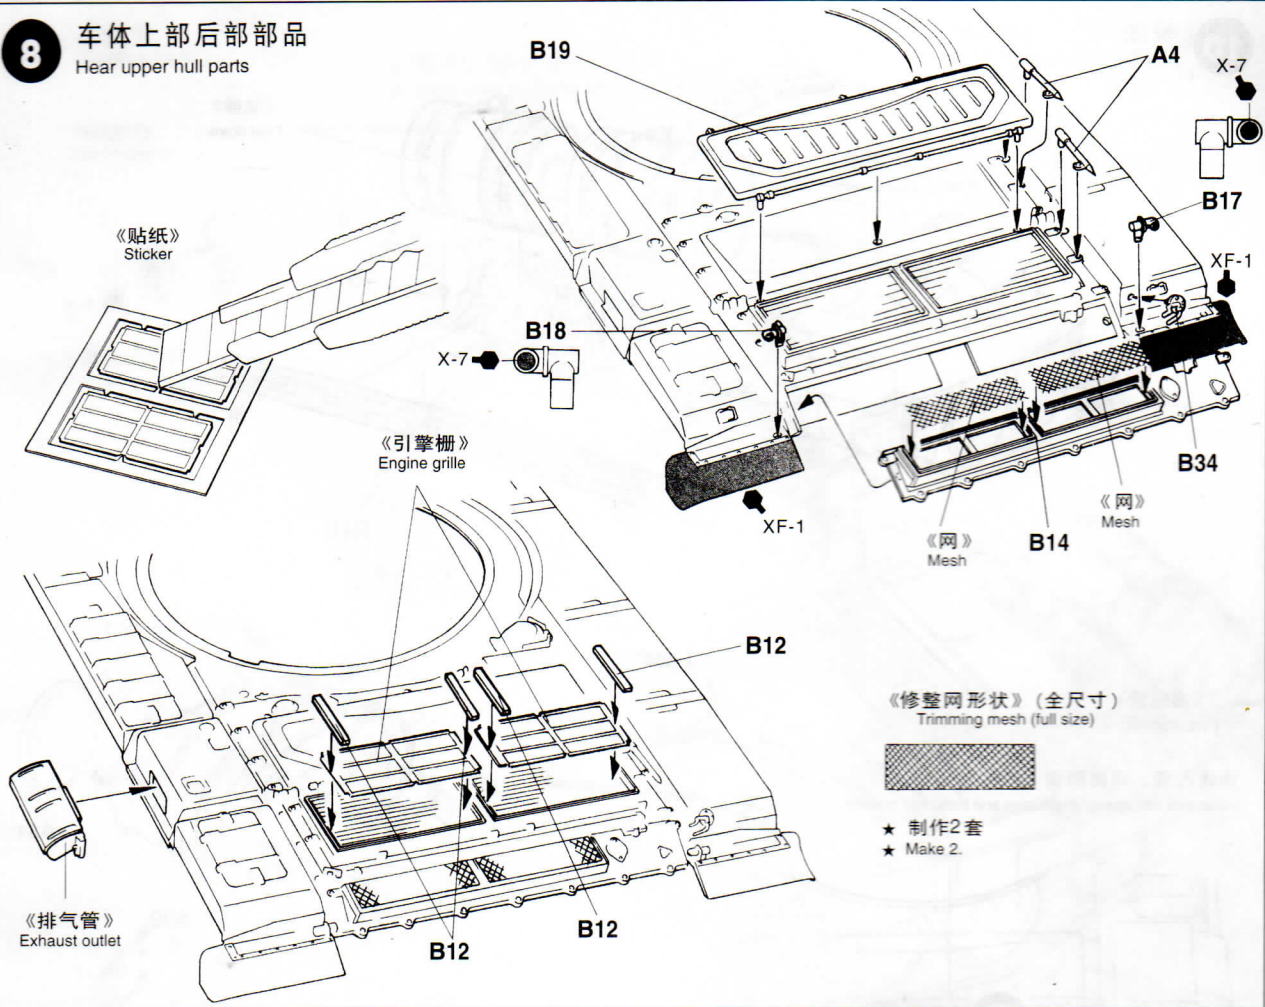 8
车体上部后部部品
Hear upper hull parts
B19
A4
X-7
B17
XF-1
《贴纸》
Sticker
B18
X-7
《引擎栅》
Engine grille
XF-1
《网》
Mesh
B14
《网》
Mesh
B34
B12
《修整网形状》(全尺寸)
Trimming mesh (full size)
★ 制作2套
★ Make 2.
《排气管》
Exhaust outlet
B12
B12